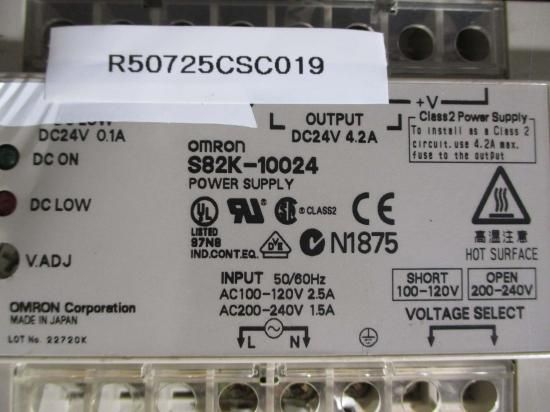 R50725CSC019
+V
OUTPUT
DC24V 4.2A
DC LOW
DC24V 0.1A
Class2 Power Supply
To install as a Class 2
circuit, use 4.2A max.
fuse to the output
DC ON
omron
S82K-10024
POWER SUPPLY
DC LOW
UL
LISTED
97N8
IND.CONT.EQ.
CLASS2
CE
N1875
高温注意
HOT SURFACE
V.ADJ
INPUT 50/60Hz
AC100-120V 2.5A
AC200-240V 1.5A
SHORT
100-120V
OPEN
200-240V
VOLTAGE SELECT
OMRON Corporation
MADE IN JAPAN
LOT No. 22720K
L N